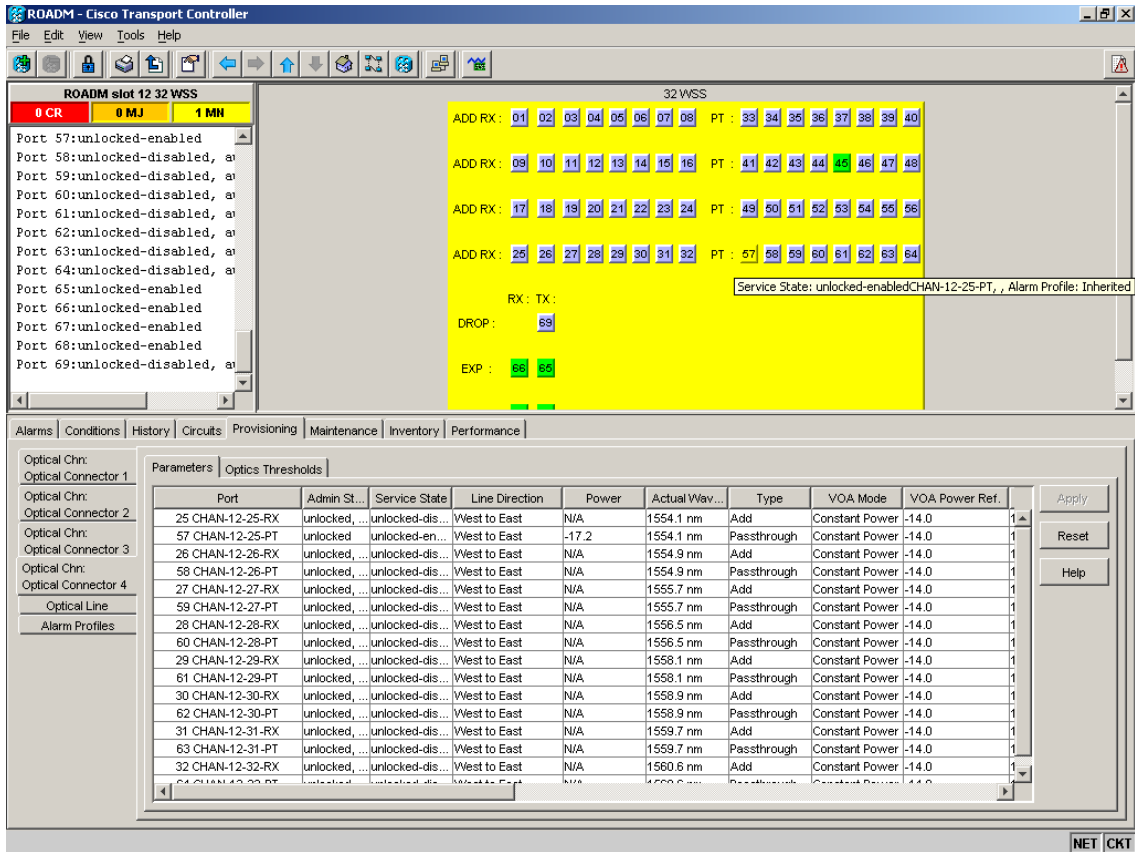 ROADM - Cisco Transport Controller
File Edit View Tools Help
ROADM slot 12 32 WSS
0 CR 0 MJ 1 MN
Port 57:unlocked-enabled
Port 58:unlocked-disabled, au
Port 59:unlocked-disabled, au
Port 60:unlocked-disabled, au
Port 61:unlocked-disabled, au
Port 62:unlocked-disabled, au
Port 63:unlocked-disabled, au
Port 64:unlocked-disabled, au
Port 65:unlocked-enabled
Port 66:unlocked-enabled
Port 67:unlocked-enabled
Port 68:unlocked-enabled
Port 69:unlocked-disabled, au
32 WSS
ADD RX : 01 02 03 04 05 06 07 08 PT : 33 34 35 36 37 38 39 40
ADD RX : 09 10 11 12 13 14 15 16 PT : 41 42 43 44 45 46 47 48
ADD RX : 17 18 19 20 21 22 23 24 PT : 49 50 51 52 53 54 55 56
ADD RX : 25 26 27 28 29 30 31 32 PT : 57 58 59 60 61 62 63 64
Service State: unlocked-enabledCHAN-12-25-PT, , Alarm Profile: Inherited
RX : TX :
DROP : 69
EXP : 66 65
Alarms Conditions History Circuits Provisioning Maintenance Inventory Performance
Optical Chn:
Optical Connector 1
Optical Chn:
Optical Connector 2
Optical Chn:
Optical Connector 3
Optical Chn:
Optical Connector 4
Optical Line
Alarm Profiles
Parameters Optics Thresholds
Port Admin St... Service State Line Direction Power Actual Wav... Type VOA Mode VOA Power Ref.
25 CHAN-12-25-RX unlocked, ... unlocked-dis... West to East N/A 1554.1 nm Add Constant Power -14.0 1
57 CHAN-12-25-PT unlocked unlocked-en... West to East -17.2 1554.1 nm Passthrough Constant Power -14.0 1
26 CHAN-12-26-RX unlocked, ... unlocked-dis... West to East N/A 1554.9 nm Add Constant Power -14.0 1
58 CHAN-12-26-PT unlocked, ... unlocked-dis... West to East N/A 1554.9 nm Passthrough Constant Power -14.0 1
27 CHAN-12-27-RX unlocked, ... unlocked-dis... West to East N/A 1555.7 nm Add Constant Power -14.0 1
59 CHAN-12-27-PT unlocked, ... unlocked-dis... West to East N/A 1555.7 nm Passthrough Constant Power -14.0 1
28 CHAN-12-28-RX unlocked, ... unlocked-dis... West to East N/A 1556.5 nm Add Constant Power -14.0 1
60 CHAN-12-28-PT unlocked, ... unlocked-dis... West to East N/A 1556.5 nm Passthrough Constant Power -14.0 1
29 CHAN-12-29-RX unlocked, ... unlocked-dis... West to East N/A 1558.1 nm Add Constant Power -14.0 1
61 CHAN-12-29-PT unlocked, ... unlocked-dis... West to East N/A 1558.1 nm Passthrough Constant Power -14.0 1
30 CHAN-12-30-RX unlocked, ... unlocked-dis... West to East N/A 1558.9 nm Add Constant Power -14.0 1
62 CHAN-12-30-PT unlocked, ... unlocked-dis... West to East N/A 1558.9 nm Passthrough Constant Power -14.0 1
31 CHAN-12-31-RX unlocked, ... unlocked-dis... West to East N/A 1559.7 nm Add Constant Power -14.0 1
63 CHAN-12-31-PT unlocked, ... unlocked-dis... West to East N/A 1559.7 nm Passthrough Constant Power -14.0 1
32 CHAN-12-32-RX unlocked, ... unlocked-dis... West to East N/A 1560.6 nm Add Constant Power -14.0 1
Apply
Reset
Help
NET CKT